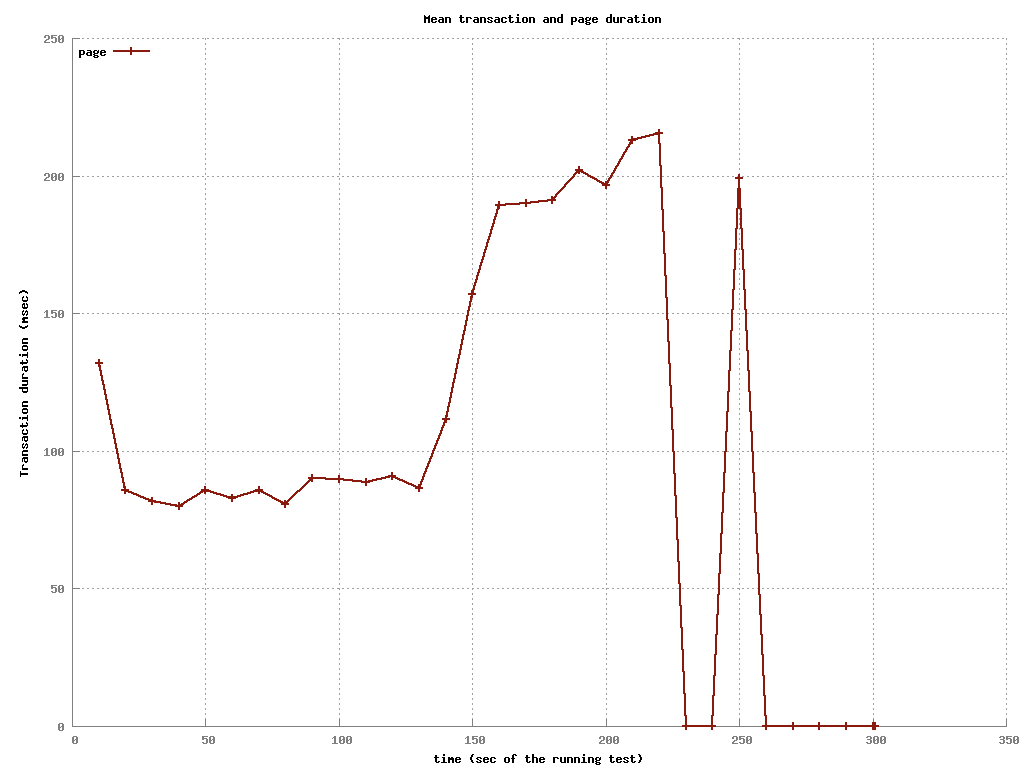 Mean transaction and page duration
250
page
200
150
100
50
0
Transaction duration (msec)
0 50 100 150 200 250 300 350
time (sec of the running test)